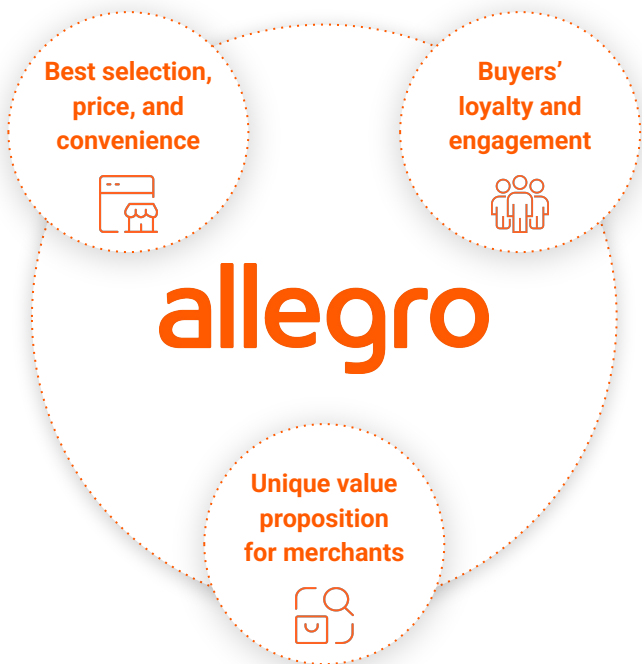 Best selection,
price, and
convenience
Buyers’
loyalty and
engagement
allegro
Unique value
proposition
for merchants